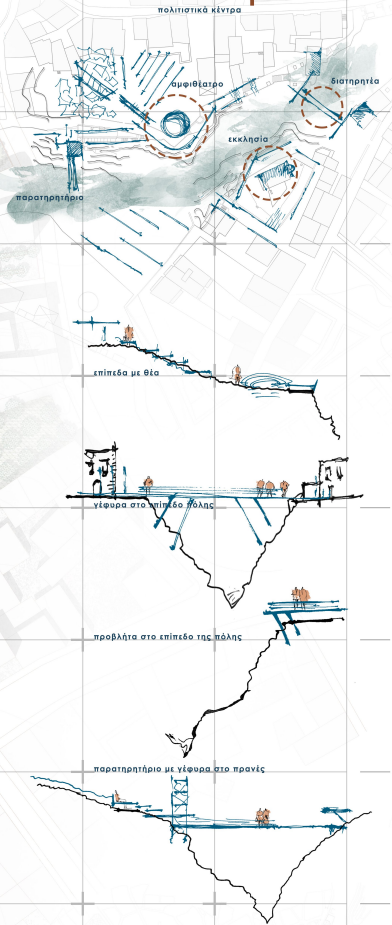 πολιτιστικά κέντρα
αμφιθέατρο
διατηρητέα
εκκλησία
παρατηρητήριο
επίπεδα με θέα
γέφυρα στο επίπεδο πόλης
προβλήτα στο επίπεδο της πόλης
παρατηρητήριο με γέφυρα στο πρανές